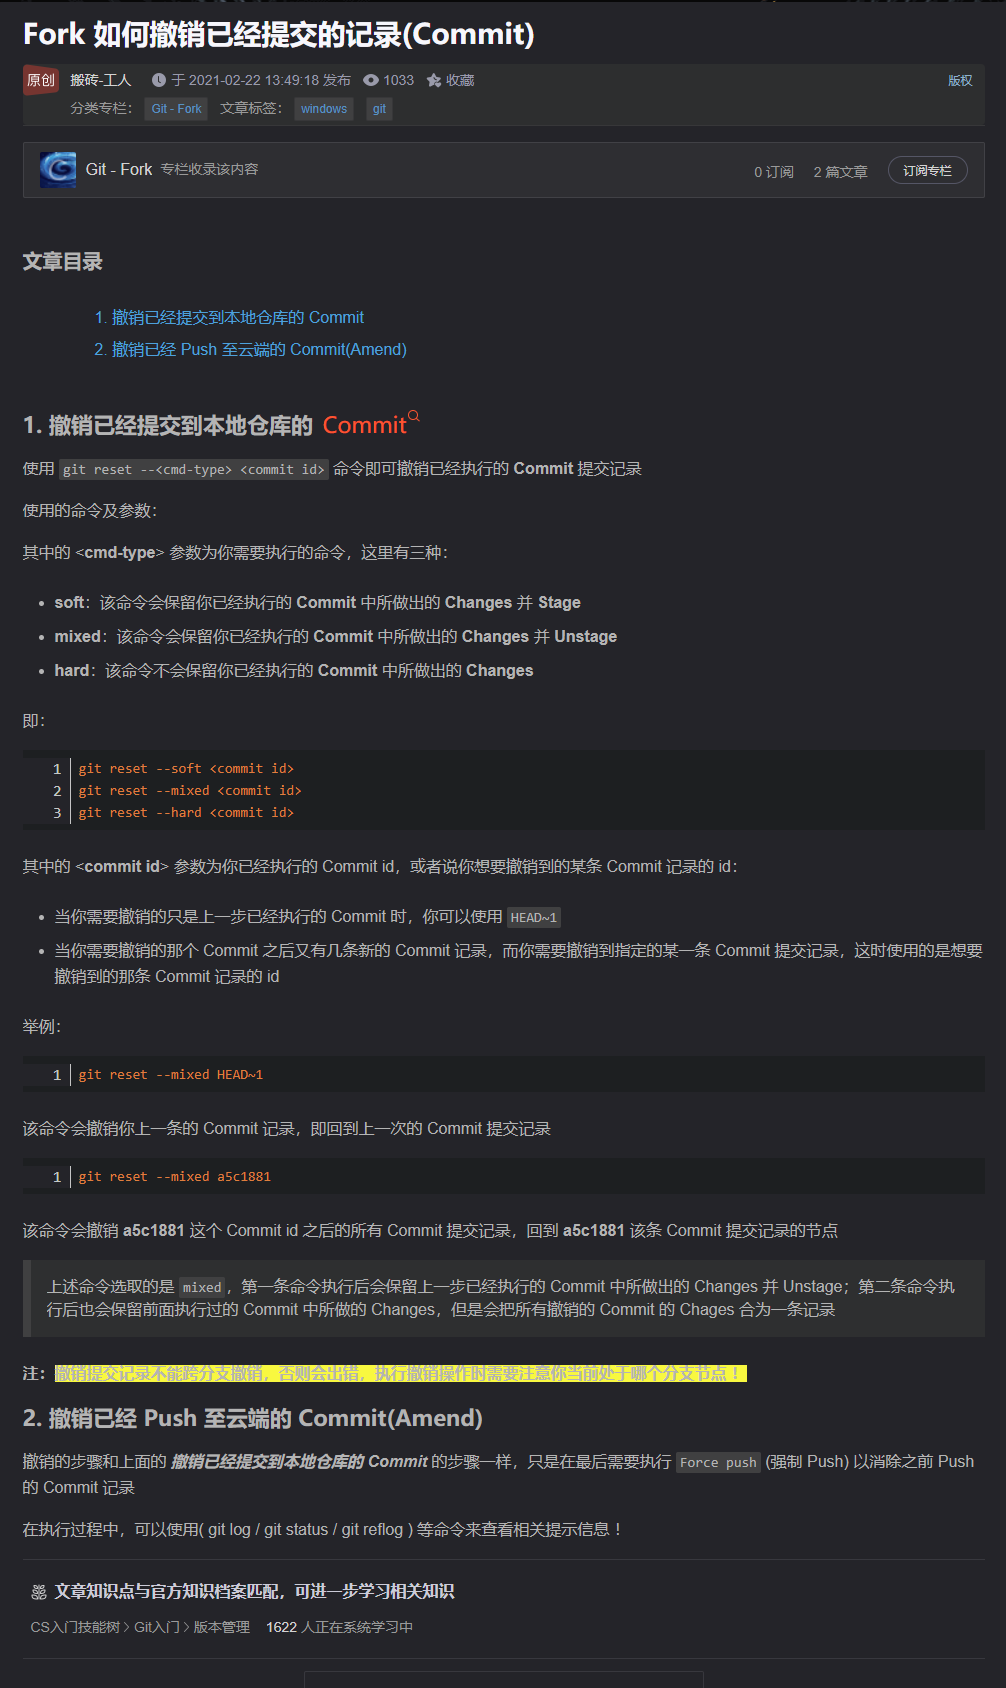 Fork 如何撤销已经提交的记录(Commit)
原创 搬砖-工人 于 2021-02-22 13:49:18 发布 1033 收藏 版权
分类专栏： Git - Fork 文章标签： windows git
Git - Fork 专栏收录该内容 0 订阅 2 篇文章 订阅专栏
文章目录
1. 撤销已经提交到本地仓库的 Commit
2. 撤销已经 Push 至云端的 Commit(Amend)
1. 撤销已经提交到本地仓库的 Commit
使用 git reset --<cmd-type> <commit id> 命令即可撤销已经执行的 Commit 提交记录
使用的命令及参数：
其中的 <cmd-type> 参数为你需要执行的命令，这里有三种：
• soft：该命令会保留你已经执行的 Commit 中所做出的 Changes 并 Stage
• mixed：该命令会保留你已经执行的 Commit 中所做出的 Changes 并 Unstage
• hard：该命令不会保留你已经执行的 Commit 中所做出的 Changes
即：
1 git reset --soft <commit id>
2 git reset --mixed <commit id>
3 git reset --hard <commit id>
其中的 <commit id> 参数为你已经执行的 Commit id，或者说你想要撤销到的某条 Commit 记录的 id：
• 当你需要撤销的只是上一步已经执行的 Commit 时，你可以使用 HEAD~1
• 当你需要撤销的那个 Commit 之后又有几条新的 Commit 记录，而你需要撤销到指定的某一条 Commit 提交记录，这时使用的是想要
撤销到的那条 Commit 记录的 id
举例：
1 git reset --mixed HEAD~1
该命令会撤销你上一条的 Commit 记录，即回到上一次的 Commit 提交记录
1 git reset --mixed a5c1881
该命令会撤销 a5c1881 这个 Commit id 之后的所有 Commit 提交记录，回到 a5c1881 该条 Commit 提交记录的节点
上述命令选取的是 mixed ，第一条命令执行后会保留上一步已经执行的 Commit 中所做出的 Changes 并 Unstage；第二条命令执
行后也会保留前面执行过的 Commit 中所做的 Changes，但是会把所有撤销的 Commit 的 Chages 合为一条记录
注：撤销提交记录不能跨分支撤销，否则会出错，执行撤销操作时需要注意你当前处于哪个分支节点！
2. 撤销已经 Push 至云端的 Commit(Amend)
撤销的步骤和上面的 撤销已经提交到本地仓库的 Commit 的步骤一样，只是在最后需要执行 Force push (强制 Push) 以消除之前 Push
的 Commit 记录
在执行过程中，可以使用( git log / git status / git reflog ) 等命令来查看相关提示信息！
文章知识点与官方知识档案匹配，可进一步学习相关知识
CS入门技能树 > Git入门 > 版本管理 1622 人正在系统学习中